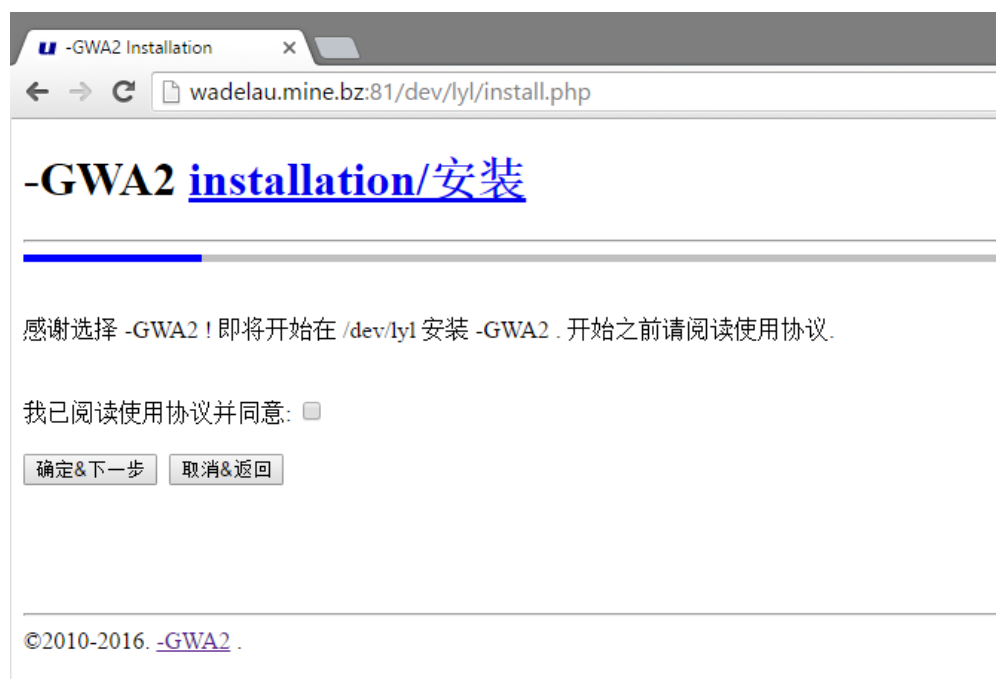 -GWA2 Installation
wadelau.mine.bz:81/dev/lyl/install.php
-GWA2 installation/安装
感谢选择 -GWA2 ! 即将开始在 /dev/lyl 安装 -GWA2 . 开始之前请阅读使用协议.
我已阅读使用协议并同意:
确定&下一步 取消&返回
©2010-2016. -GWA2 .